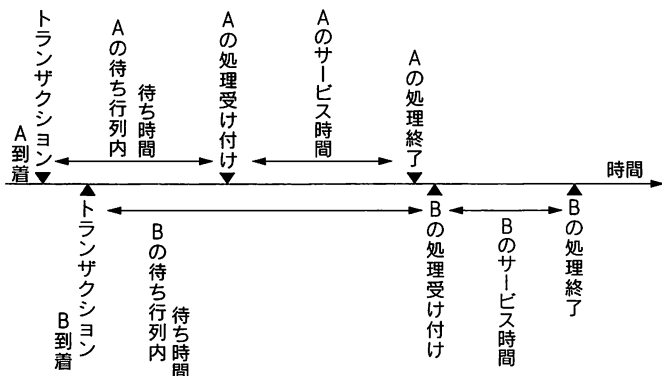 トランザクション
A到着
Aの待ち行列内
待ち時間
Aの処理受け付け
Aのサービス時間
Aの処理終了
時間
トランザクション
B到着
Bの待ち行列内
待ち時間
Bの処理受け付け
Bのサービス時間
Bの処理終了